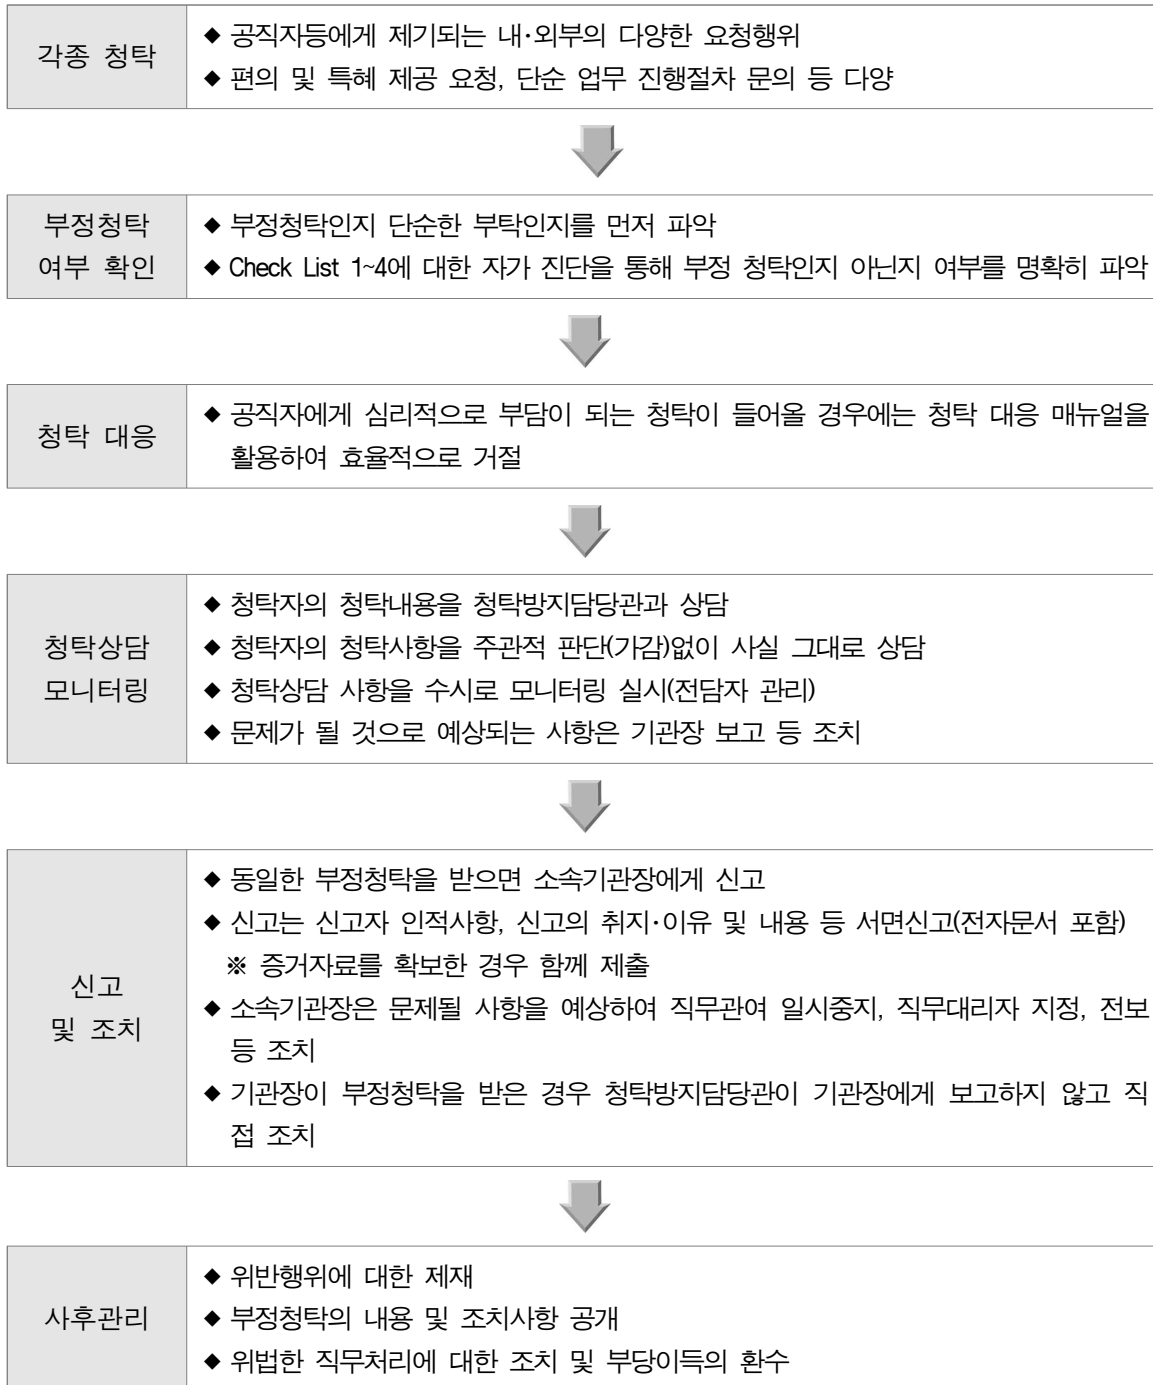 각종 청탁
◆ 공직자등에게 제기되는 내·외부의 다양한 요청행위
◆ 편의 및 특혜 제공 요청, 단순 업무 진행절차 문의 등 다양
부정청탁
여부 확인
◆ 부정청탁인지 단순한 부탁인지를 먼저 파악
◆ Check List 1~4에 대한 자가 진단을 통해 부정 청탁인지 아닌지 여부를 명확히 파악
청탁 대응
◆ 공직자에게 심리적으로 부담이 되는 청탁이 들어올 경우에는 청탁 대응 매뉴얼을
활용하여 효율적으로 거절
청탁상담
모니터링
◆ 청탁자의 청탁내용을 청탁방지담당관과 상담
◆ 청탁자의 청탁사항을 주관적 판단(가감)없이 사실 그대로 상담
◆ 청탁상담 사항을 수시로 모니터링 실시(전담자 관리)
◆ 문제가 될 것으로 예상되는 사항은 기관장 보고 등 조치
신고
및 조치
◆ 동일한 부정청탁을 받으면 소속기관장에게 신고
◆ 신고는 신고자 인적사항, 신고의 취지·이유 및 내용 등 서면신고(전자문서 포함)
※ 증거자료를 확보한 경우 함께 제출
◆ 소속기관장은 문제될 사항을 예상하여 직무관여 일시중지, 직무대리자 지정, 전보
등 조치
◆ 기관장이 부정청탁을 받은 경우 청탁방지담당관이 기관장에게 보고하지 않고 직
접 조치
사후관리
◆ 위반행위에 대한 제재
◆ 부정청탁의 내용 및 조치사항 공개
◆ 위법한 직무처리에 대한 조치 및 부당이득의 환수